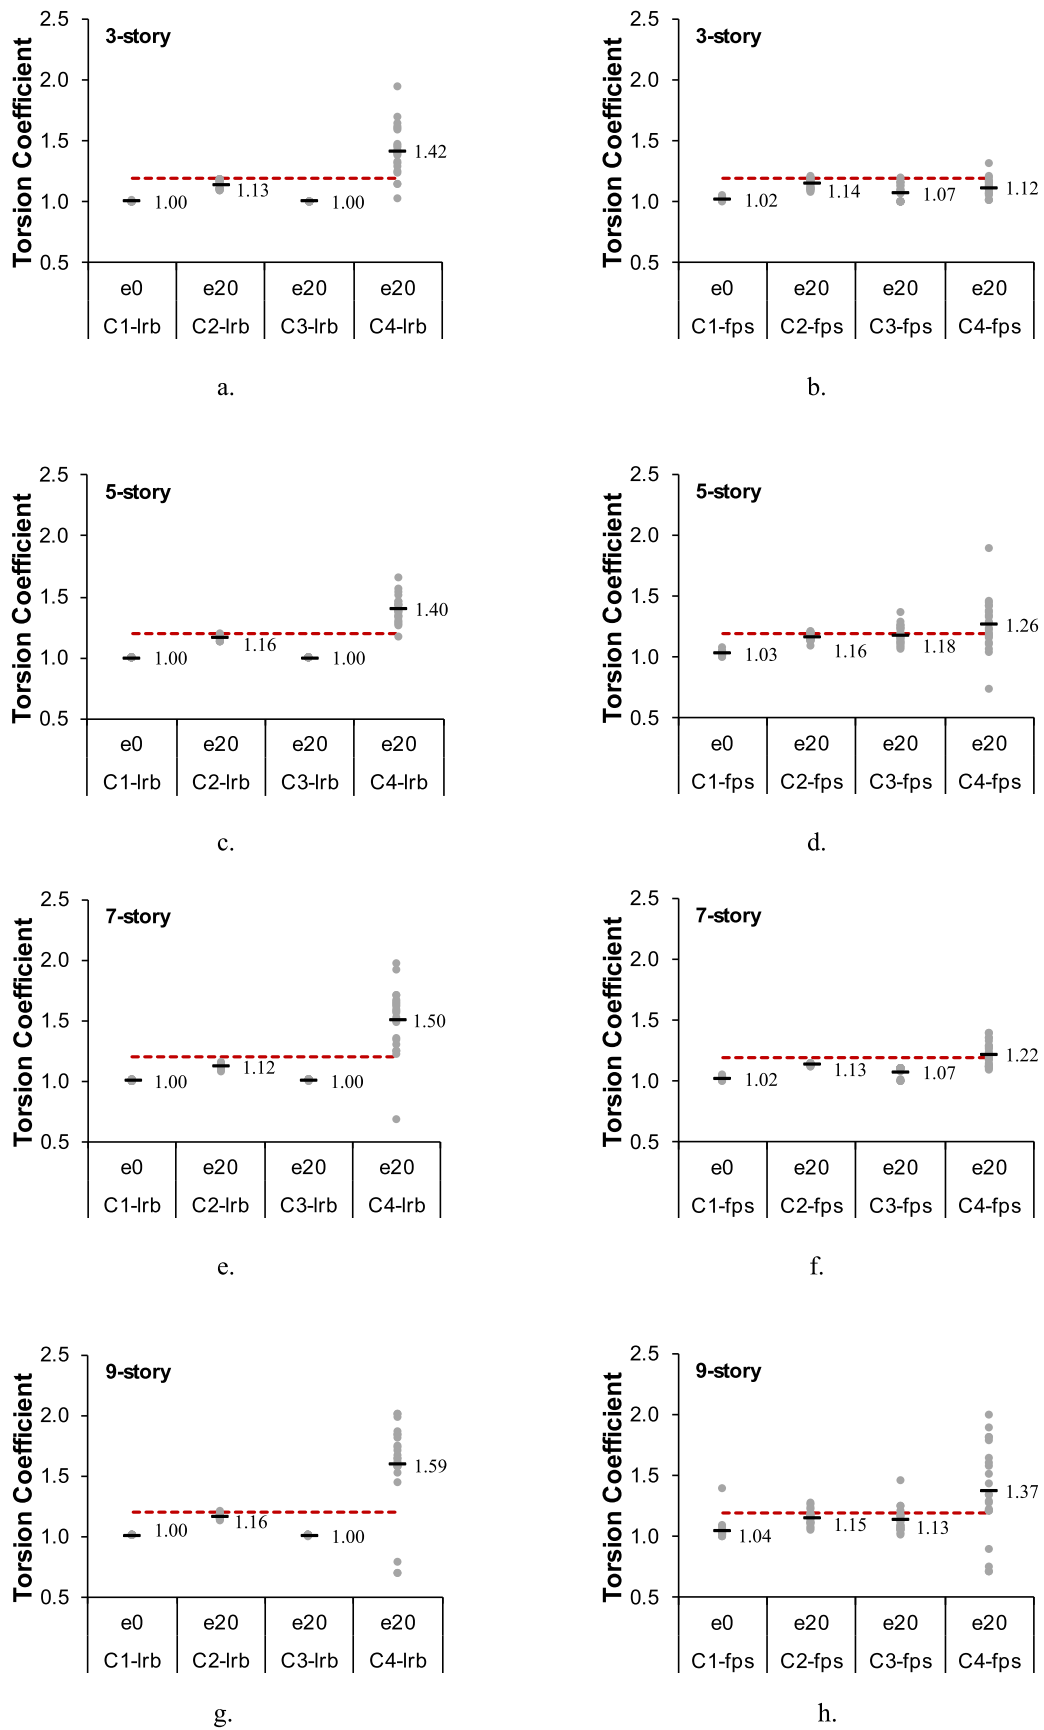 3-story
Torsion Coefficient
2.5
2.0
1.5
1.0
0.5
1.00
1.13
1.00
1.42
e0 e20 e20 e20
C1-lrb C2-lrb C3-lrb C4-lrb
a.
3-story
Torsion Coefficient
2.5
2.0
1.5
1.0
0.5
1.02
1.14
1.07
1.12
e0 e20 e20 e20
C1-fps C2-fps C3-fps C4-fps
b.
5-story
Torsion Coefficient
2.5
2.0
1.5
1.0
0.5
1.00
1.16
1.00
1.40
e0 e20 e20 e20
C1-lrb C2-lrb C3-lrb C4-lrb
c.
5-story
Torsion Coefficient
2.5
2.0
1.5
1.0
0.5
1.03
1.16
1.18
1.26
e0 e20 e20 e20
C1-fps C2-fps C3-fps C4-fps
d.
7-story
Torsion Coefficient
2.5
2.0
1.5
1.0
0.5
1.00
1.12
1.00
1.50
e0 e20 e20 e20
C1-lrb C2-lrb C3-lrb C4-lrb
e.
7-story
Torsion Coefficient
2.5
2.0
1.5
1.0
0.5
1.02
1.13
1.07
1.22
e0 e20 e20 e20
C1-fps C2-fps C3-fps C4-fps
f.
9-story
Torsion Coefficient
2.5
2.0
1.5
1.0
0.5
1.00
1.16
1.00
1.59
e0 e20 e20 e20
C1-lrb C2-lrb C3-lrb C4-lrb
g.
9-story
Torsion Coefficient
2.5
2.0
1.5
1.0
0.5
1.04
1.15
1.13
1.37
e0 e20 e20 e20
C1-fps C2-fps C3-fps C4-fps
h.